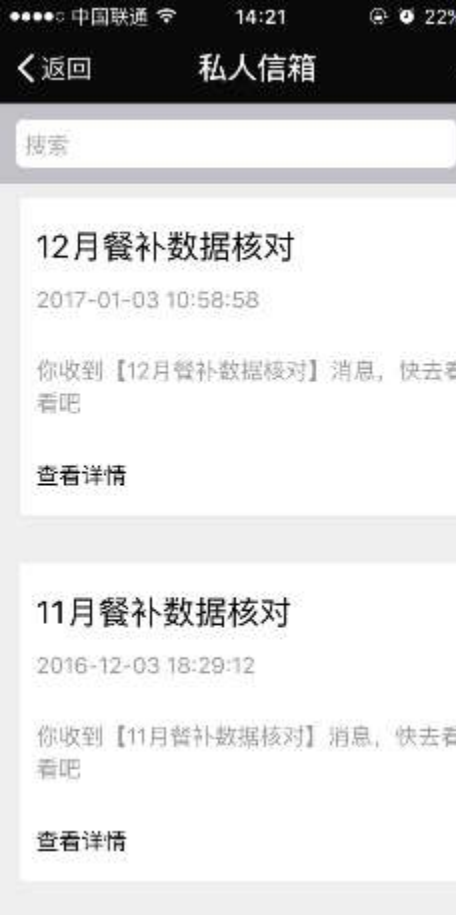 中国联通 14:21 22%
返回 私人信箱
搜索
12月餐补数据核对
2017-01-03 10:58:58
你收到【12月餐补数据核对】消息，快去看
看吧
查看详情
11月餐补数据核对
2016-12-03 18:29:12
你收到【11月餐补数据核对】消息，快去看
看吧
查看详情